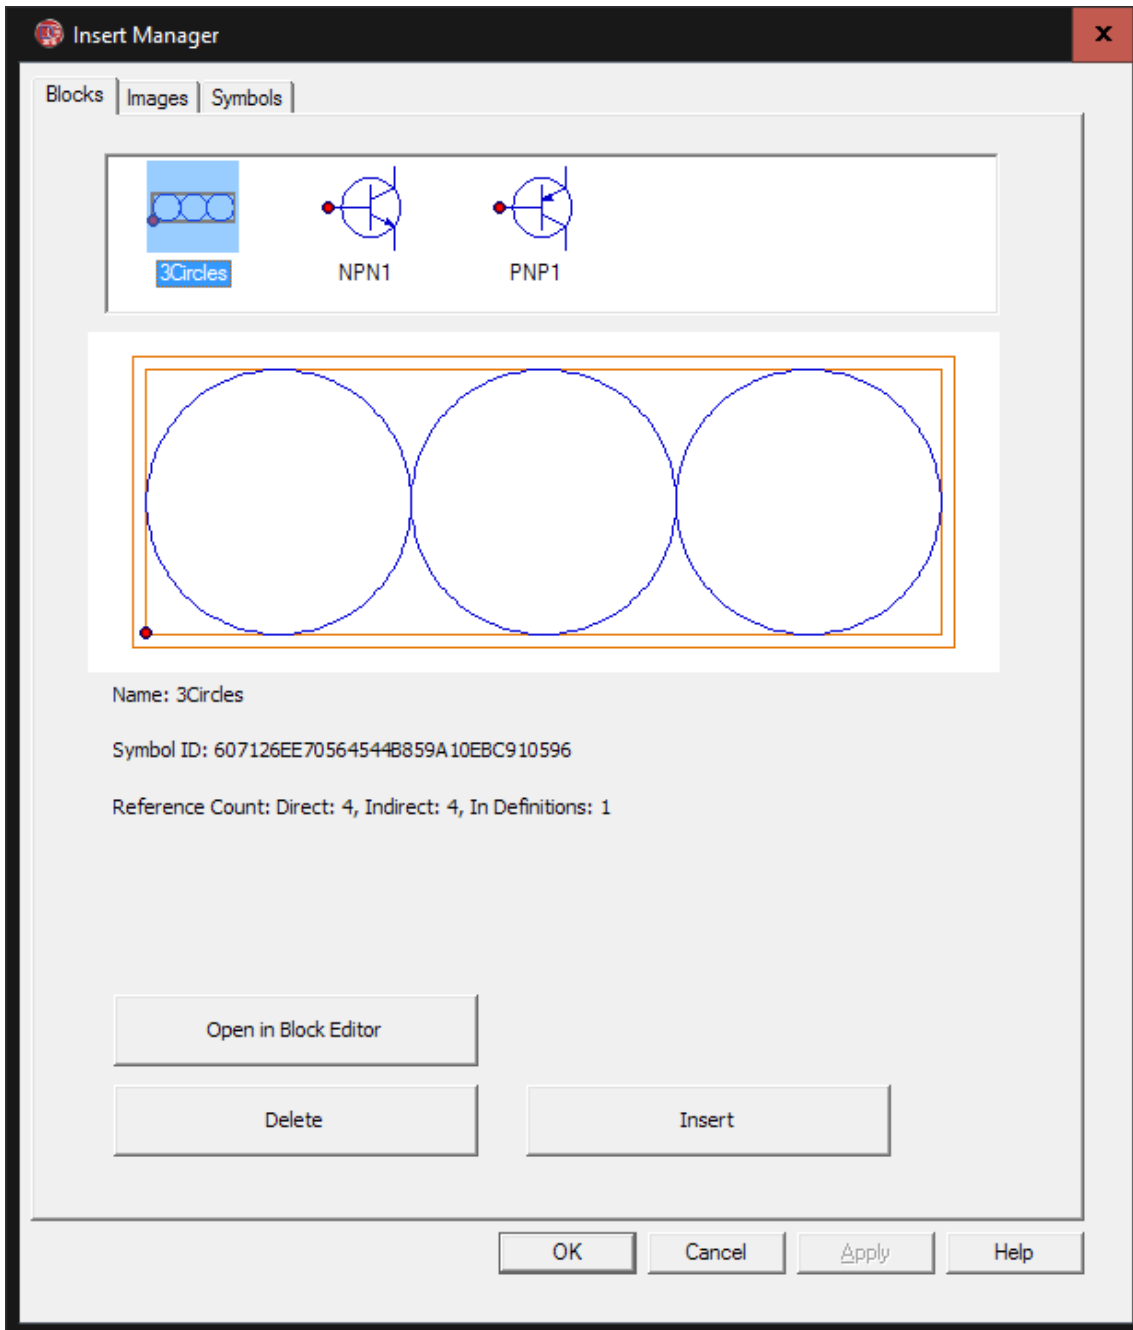 Insert Manager
x
Blocks Images Symbols
3Circles NPN1 PNP1
Name: 3Circles
Symbol ID: 607126EE70564544B859A10EBC910596
Reference Count: Direct: 4, Indirect: 4, In Definitions: 1
Open in Block Editor
Delete Insert
OK Cancel Apply Help